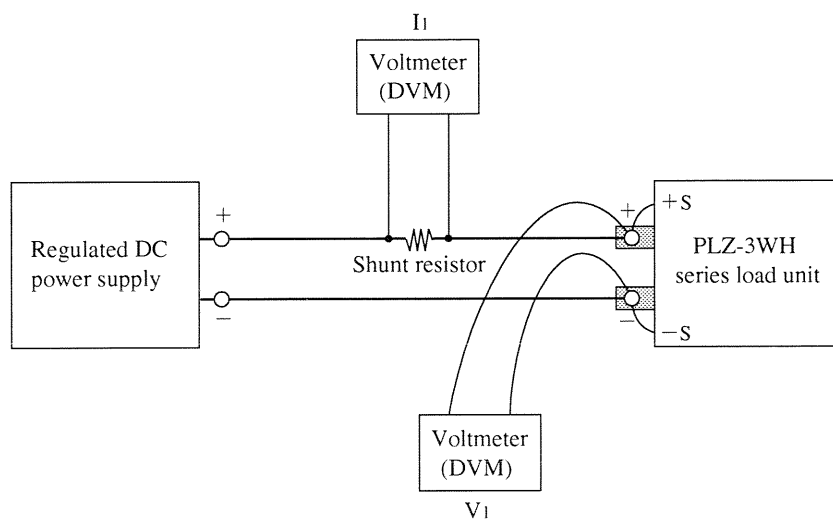 I1
Voltmeter
(DVM)
+
Regulated DC
power supply
Shunt resistor
+
+S
PLZ-3WH
series load unit
−
−
−S
Voltmeter
(DVM)
V1